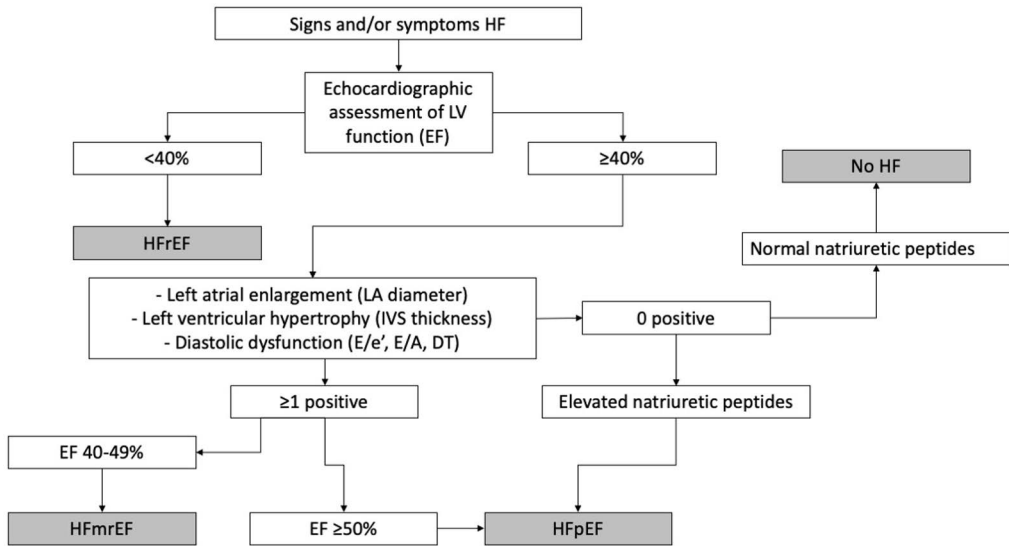 Signs and/or symptoms HF
Echocardiographic
assessment of LV
function (EF)
<40%
≥40%
No HF
HFrEF
Normal natriuretic peptides
- Left atrial enlargement (LA diameter)
- Left ventricular hypertrophy (IVS thickness)
- Diastolic dysfunction (E/e’, E/A, DT)
0 positive
≥1 positive
Elevated natriuretic peptides
EF 40-49%
HFmrEF
EF ≥50%
HFpEF